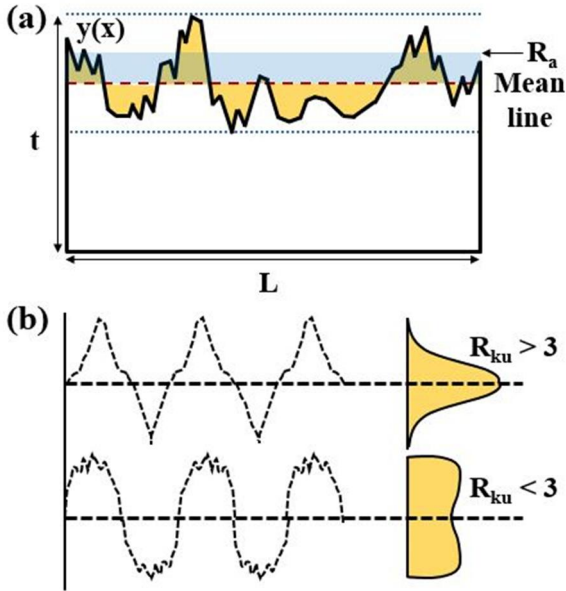 (a)
y(x)
Rₐ
Mean
line
t
L
(b)
Rₖᵤ > 3
Rₖᵤ < 3